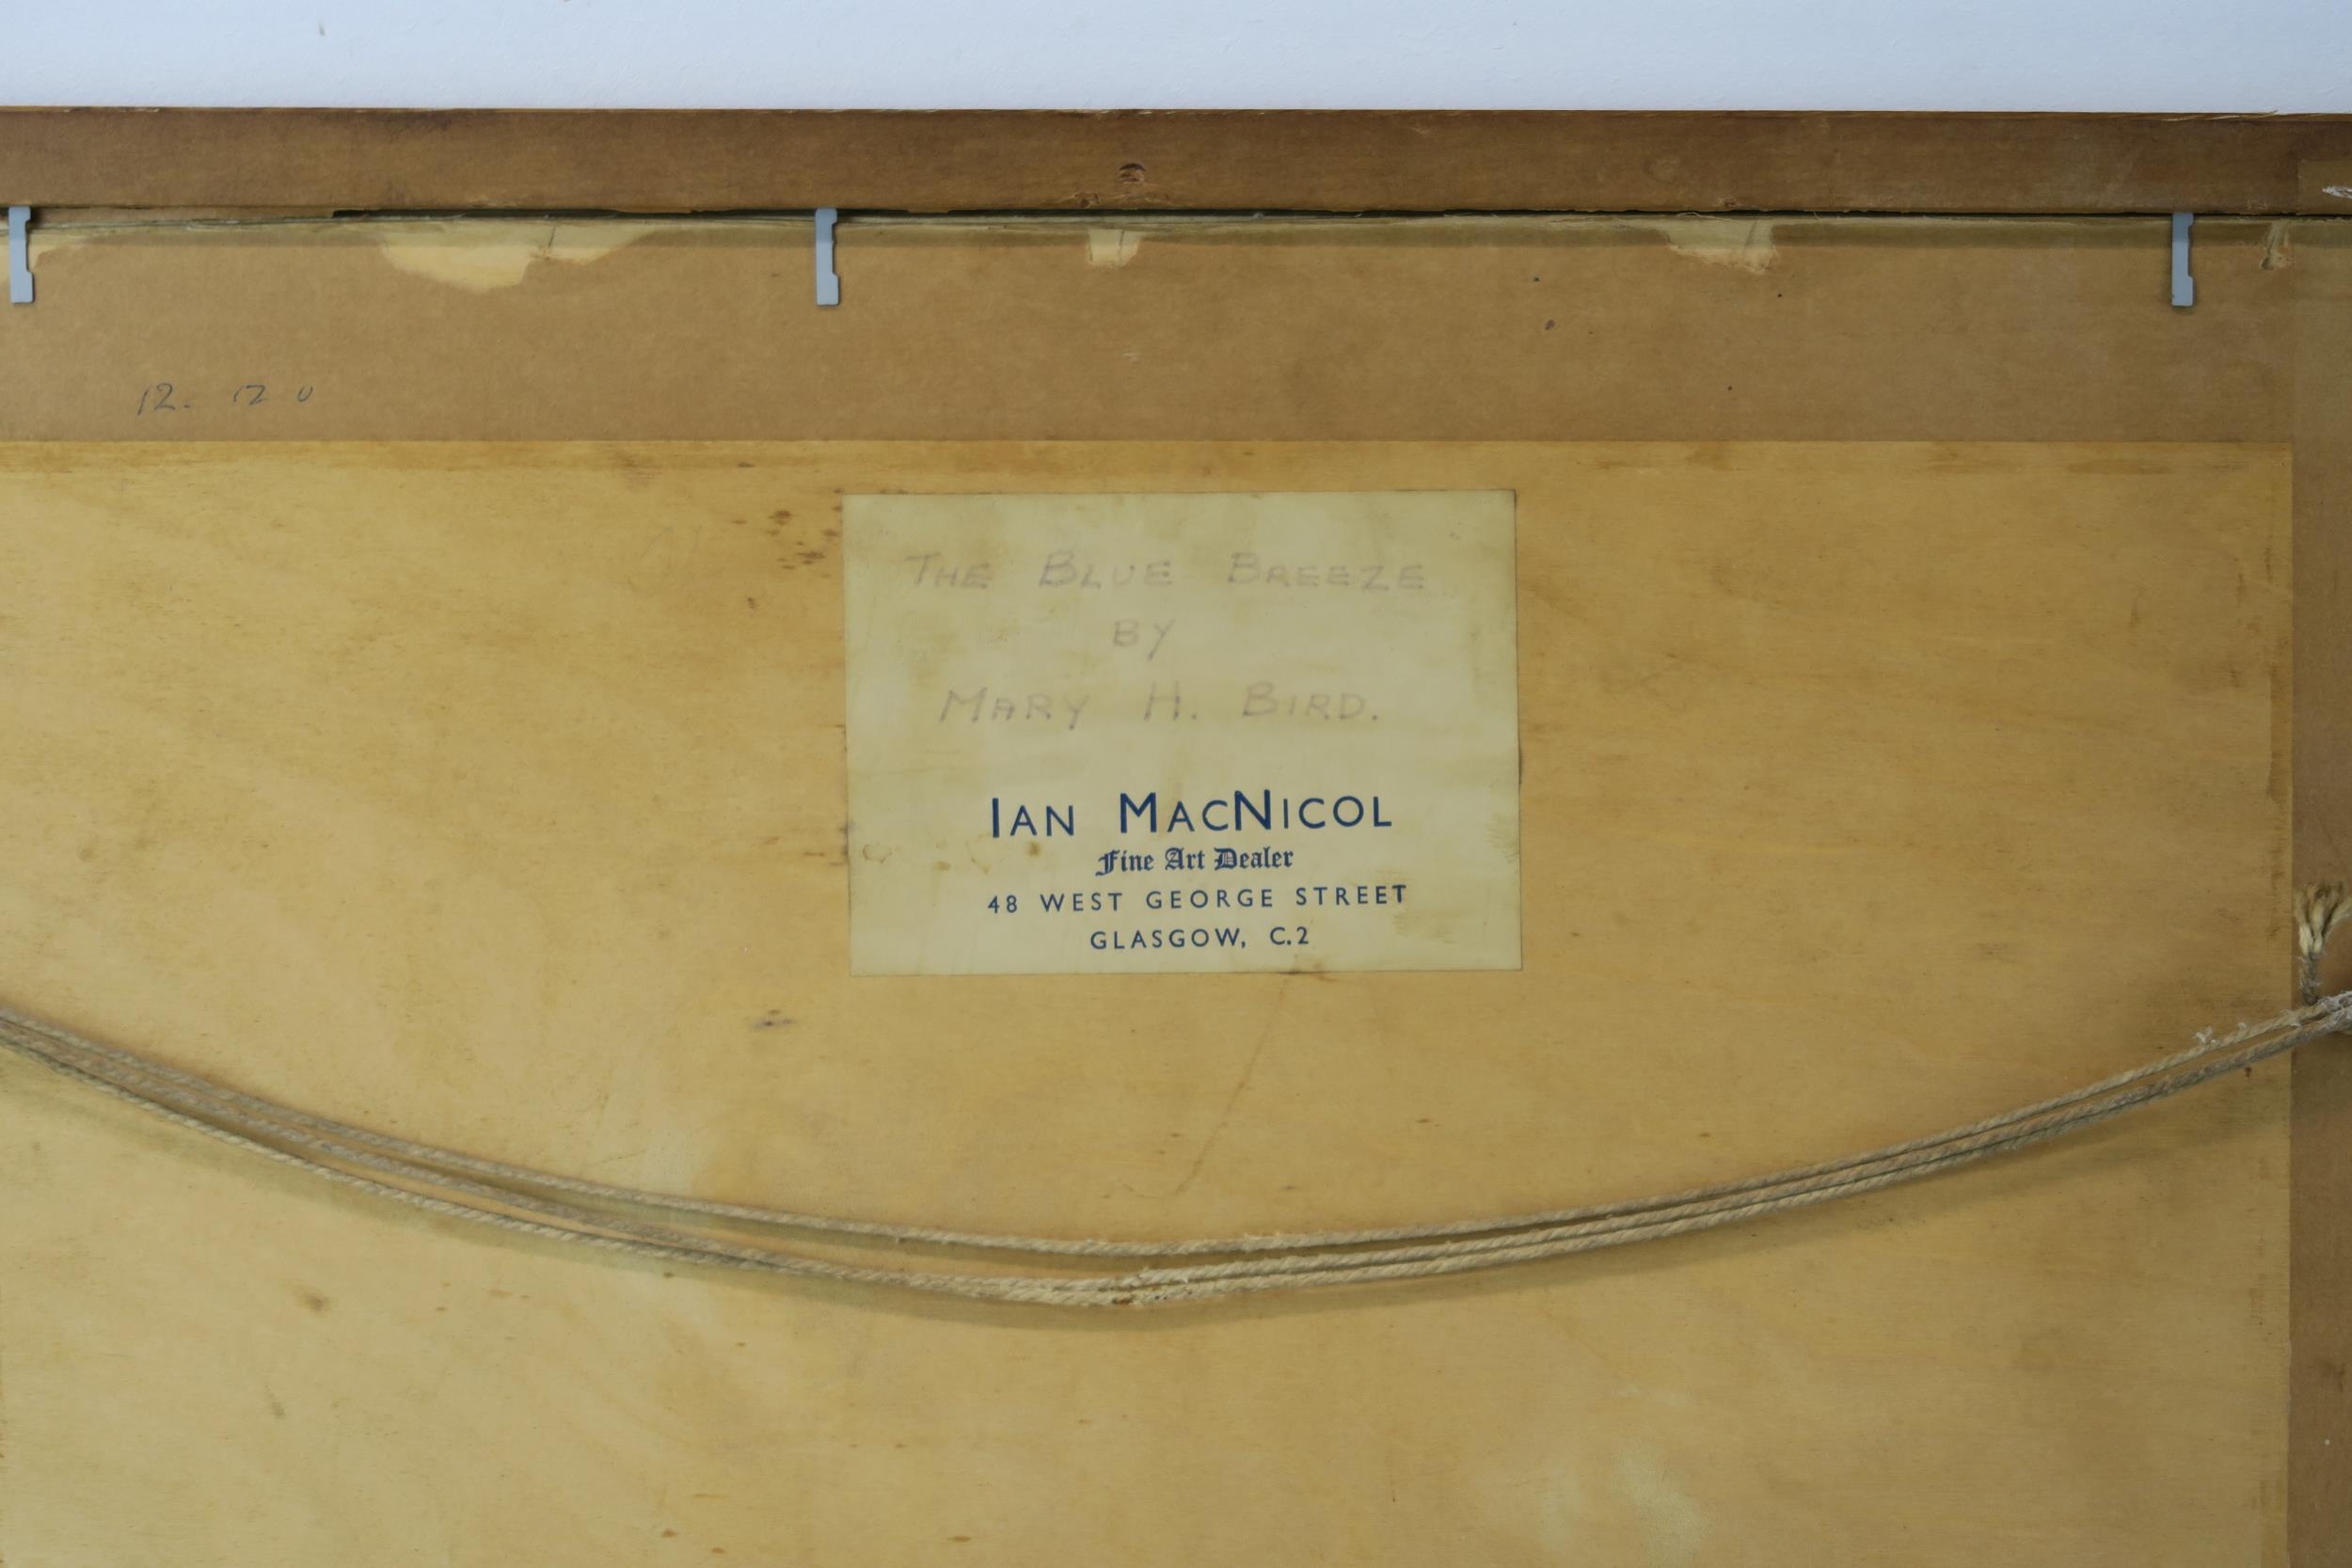 12. 12 0
THE BLUE BREEZE
BY
MARY H. BIRD.
IAN MACNICOL
Fine Art Dealer
48 WEST GEORGE STREET
GLASGOW, C.2